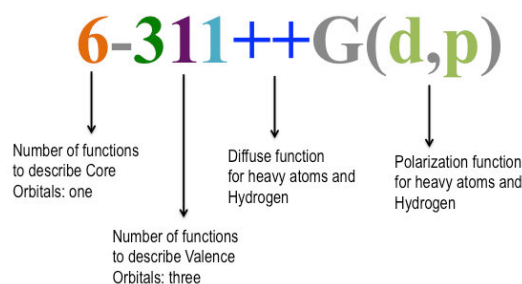 6-311++G(d,p)
Number of functions
to describe Core
Orbitals: one
Number of functions
to describe Valence
Orbitals: three
Diffuse function
for heavy atoms and
Hydrogen
Polarization function
for heavy atoms and
Hydrogen